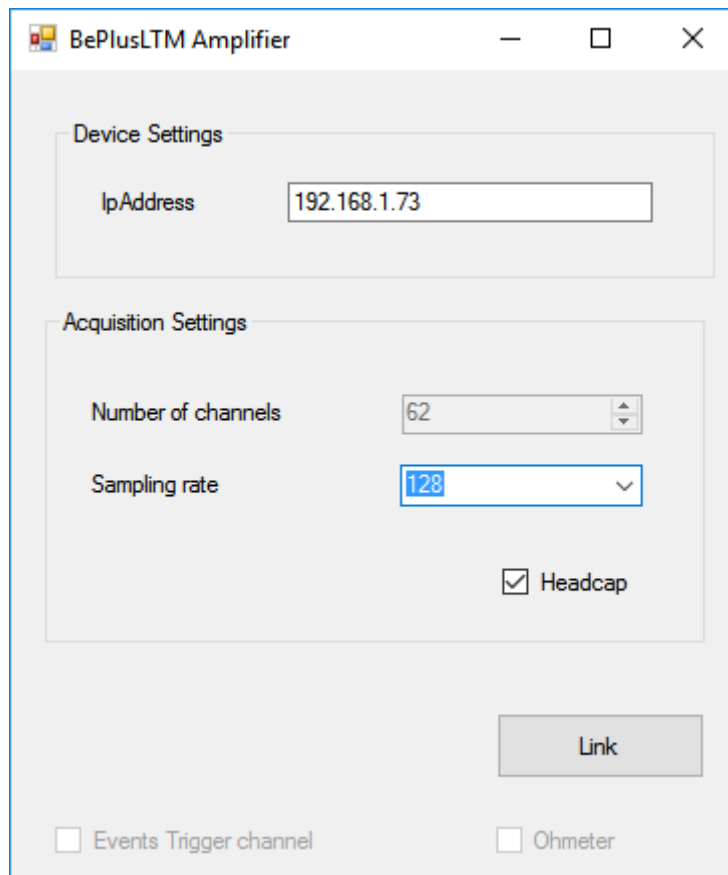 BePlusLTM Amplifier
Device Settings
IpAddress 192.168.1.73
Acquisition Settings
Number of channels 62
Sampling rate 128
Headcap
Link
Events Trigger channel Ohmeter